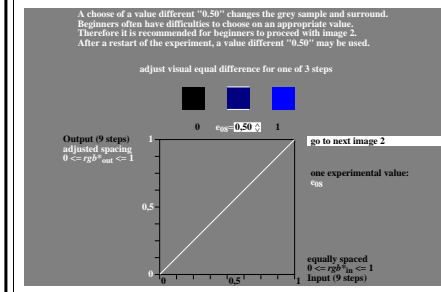 A choose of a value different "0.50" changes the grey sample and surround.
Beginners often have difficulties to choose on an appropriate value.
Therefore it is recommended for beginners to proceed with image 2.
After a restart of the experiment, a value different "0.50" may be used.
adjust visual equal difference for one of 3 steps
0 e0S=0,50 1
Output (9 steps)
adjusted spacing
0 <= rgb*out <= 1
go to next image 2
one experimental value:
e0S
1
0,5
0
equally spaced
0 <= rgb*in <= 1
Input (9 steps)
0 0,5 1